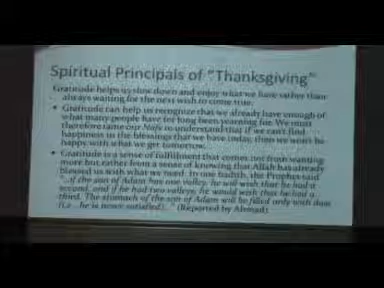 Spiritual Principals of "Thanksgiving"
Gratitude helps us slow down and enjoy what we have rather than
always waiting for the next wish to come true.
• Gratitude can help us recognize that we already have enough of
what many people have for long been yearning for. We must
therefore tame our Nafs to understand that if we can't find
happiness in the blessings that we have today, then we won't be
happy with what we get tomorrow.
• Gratitude is a sense of fulfillment that comes not from wanting
more but rather from a sense of knowing that Allah has already
blessed us with what we need. In one hadith, the Prophet said
"...if the son of Adam has one valley, he will wish that he had a
second, and if he had two valleys, he would wish that he had a
third. The stomach of the son of Adam will be filled only with dust
(i.e., he is never satisfied)..." (Reported by Ahmad)